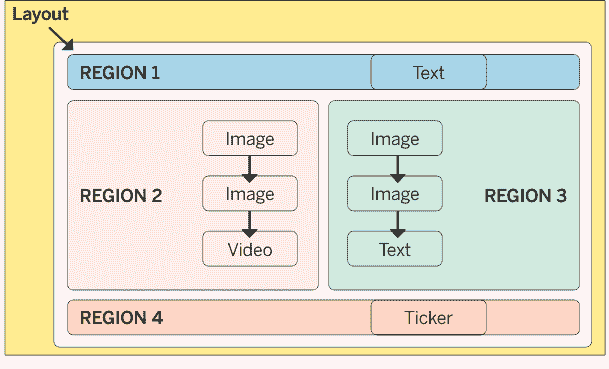 Layout
REGION 1
Text
REGION 2
Image
Image
Video
Image
Image
Text
REGION 3
REGION 4
Ticker